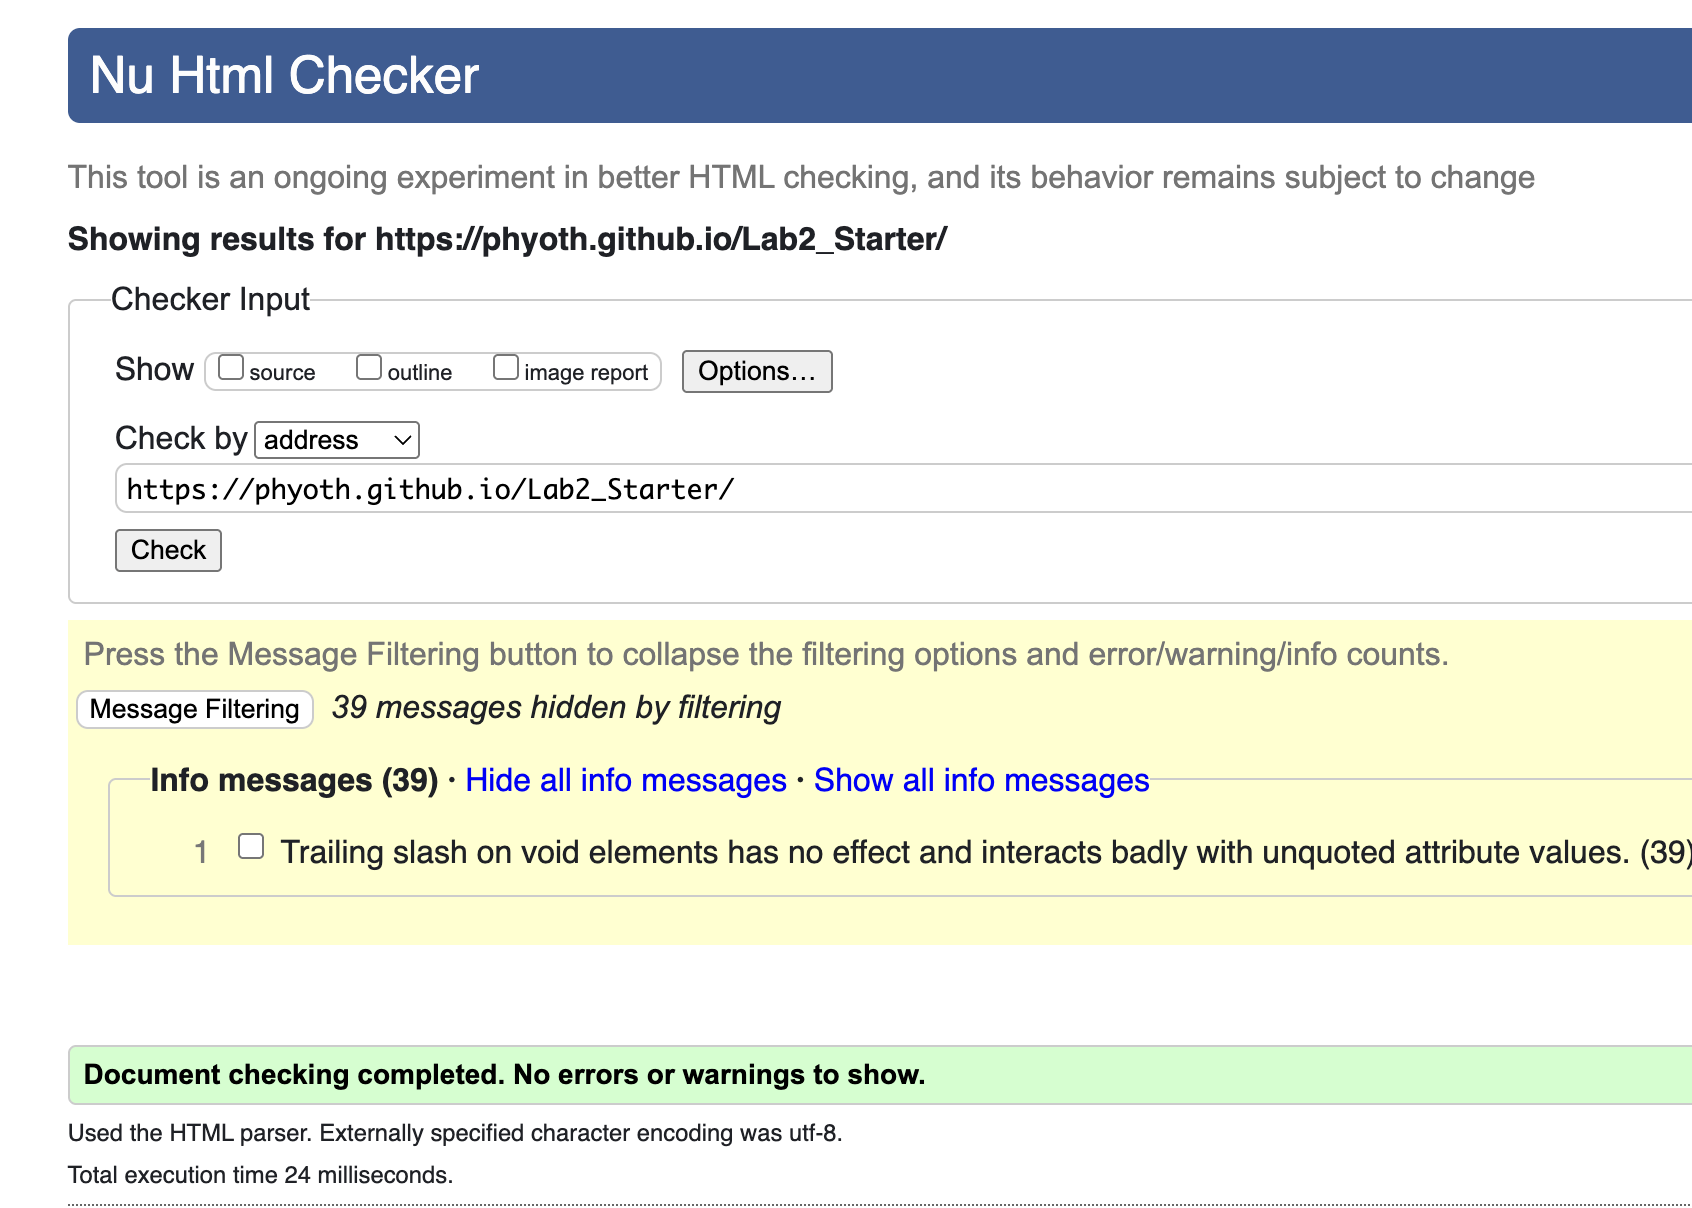 Nu Html Checker
This tool is an ongoing experiment in better HTML checking, and its behavior remains subject to change
Showing results for https://phyoth.github.io/Lab2_Starter/
Checker Input
Show source outline image report Options...
Check by address
https://phyoth.github.io/Lab2_Starter/
Check
Press the Message Filtering button to collapse the filtering options and error/warning/info counts.
Message Filtering 39 messages hidden by filtering
Info messages (39) · Hide all info messages · Show all info messages
1 Trailing slash on void elements has no effect and interacts badly with unquoted attribute values. (39)
Document checking completed. No errors or warnings to show.
Used the HTML parser. Externally specified character encoding was utf-8.
Total execution time 24 milliseconds.